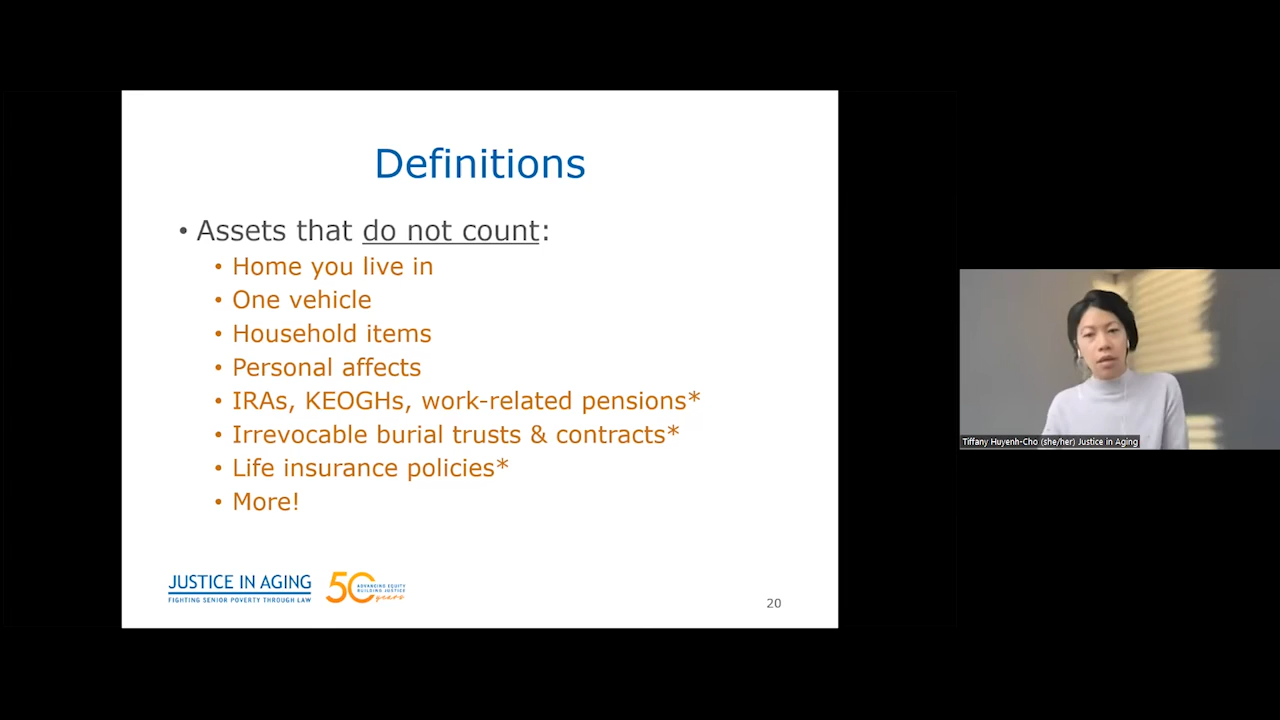 Definitions
• Assets that do not count:
• Home you live in
• One vehicle
• Household items
• Personal affects
• IRAs, KEOGHs, work-related pensions*
• Irrevocable burial trusts & contracts*
• Life insurance policies*
• More!
JUSTICE IN AGING
FIGHTING SENIOR POVERTY THROUGH LAW
50 years
ADVANCING EQUITY
BUILDING JUSTICE
20
Tiffany Huyenh-Cho (she/her) Justice in Aging